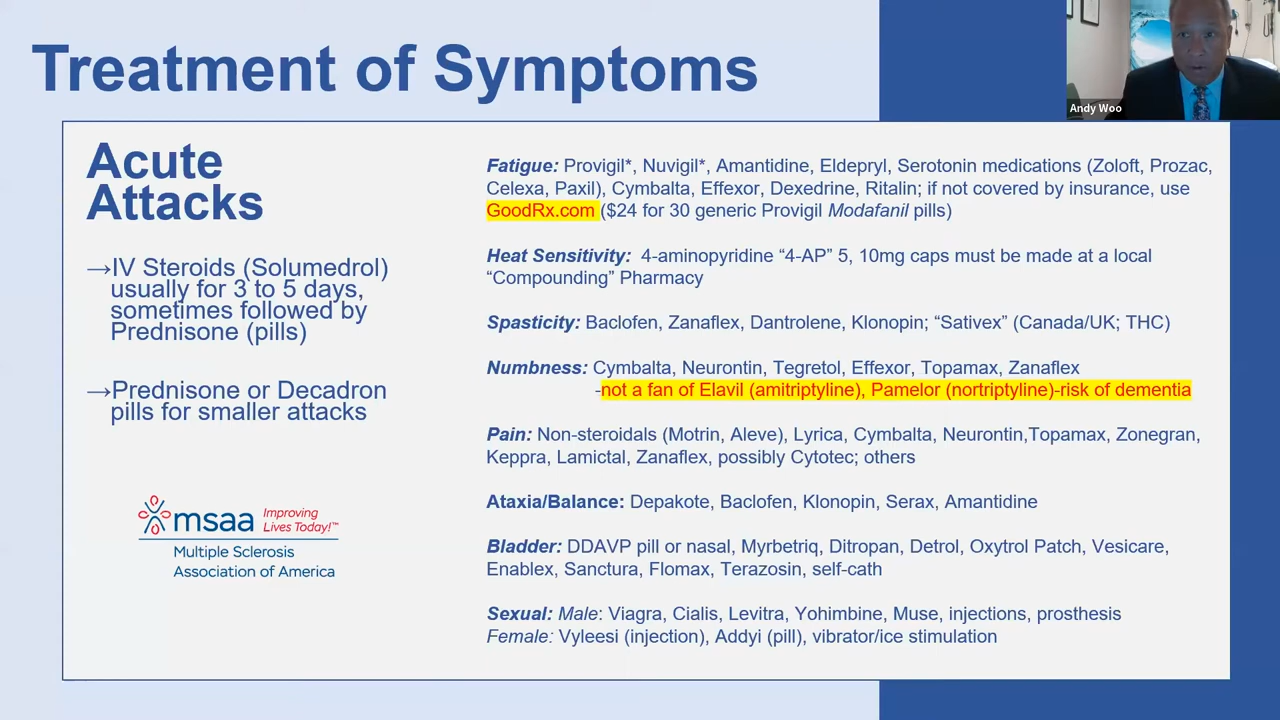 Treatment of Symptoms
Andy Woo
Acute
Attacks
→IV Steroids (Solumedrol)
usually for 3 to 5 days,
sometimes followed by
Prednisone (pills)
→Prednisone or Decadron
pills for smaller attacks
msaa Improving
Lives Today!™
Multiple Sclerosis
Association of America
Fatigue: Provigil*, Nuvigil*, Amantidine, Eldepryl, Serotonin medications (Zoloft, Prozac,
Celexa, Paxil), Cymbalta, Effexor, Dexedrine, Ritalin; if not covered by insurance, use
GoodRx.com ($24 for 30 generic Provigil Modafanil pills)
Heat Sensitivity: 4-aminopyridine “4-AP” 5, 10mg caps must be made at a local
“Compounding” Pharmacy
Spasticity: Baclofen, Zanaflex, Dantrolene, Klonopin; “Sativex” (Canada/UK; THC)
Numbness: Cymbalta, Neurontin, Tegretol, Effexor, Topamax, Zanaflex
-not a fan of Elavil (amitriptyline), Pamelor (nortriptyline)-risk of dementia
Pain: Non-steroidals (Motrin, Aleve), Lyrica, Cymbalta, Neurontin,Topamax, Zonegran,
Keppra, Lamictal, Zanaflex, possibly Cytotec; others
Ataxia/Balance: Depakote, Baclofen, Klonopin, Serax, Amantidine
Bladder: DDAVP pill or nasal, Myrbetriq, Ditropan, Detrol, Oxytrol Patch, Vesicare,
Enablex, Sanctura, Flomax, Terazosin, self-cath
Sexual: Male: Viagra, Cialis, Levitra, Yohimbine, Muse, injections, prosthesis
Female: Vyleesi (injection), Addyi (pill), vibrator/ice stimulation